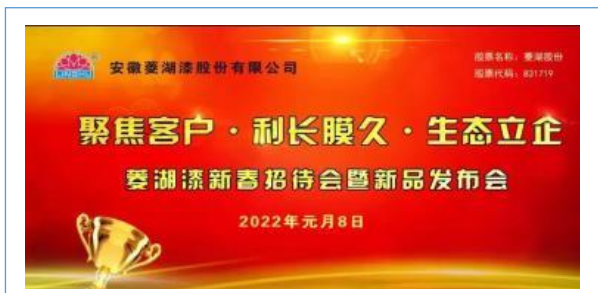 安徽菱湖漆股份有限公司
股票名称：菱湖股份
股票代码：831719
聚焦客户·利长膜久·生态立企
菱湖漆新春招待会暨新品发布会
2022年元月8日